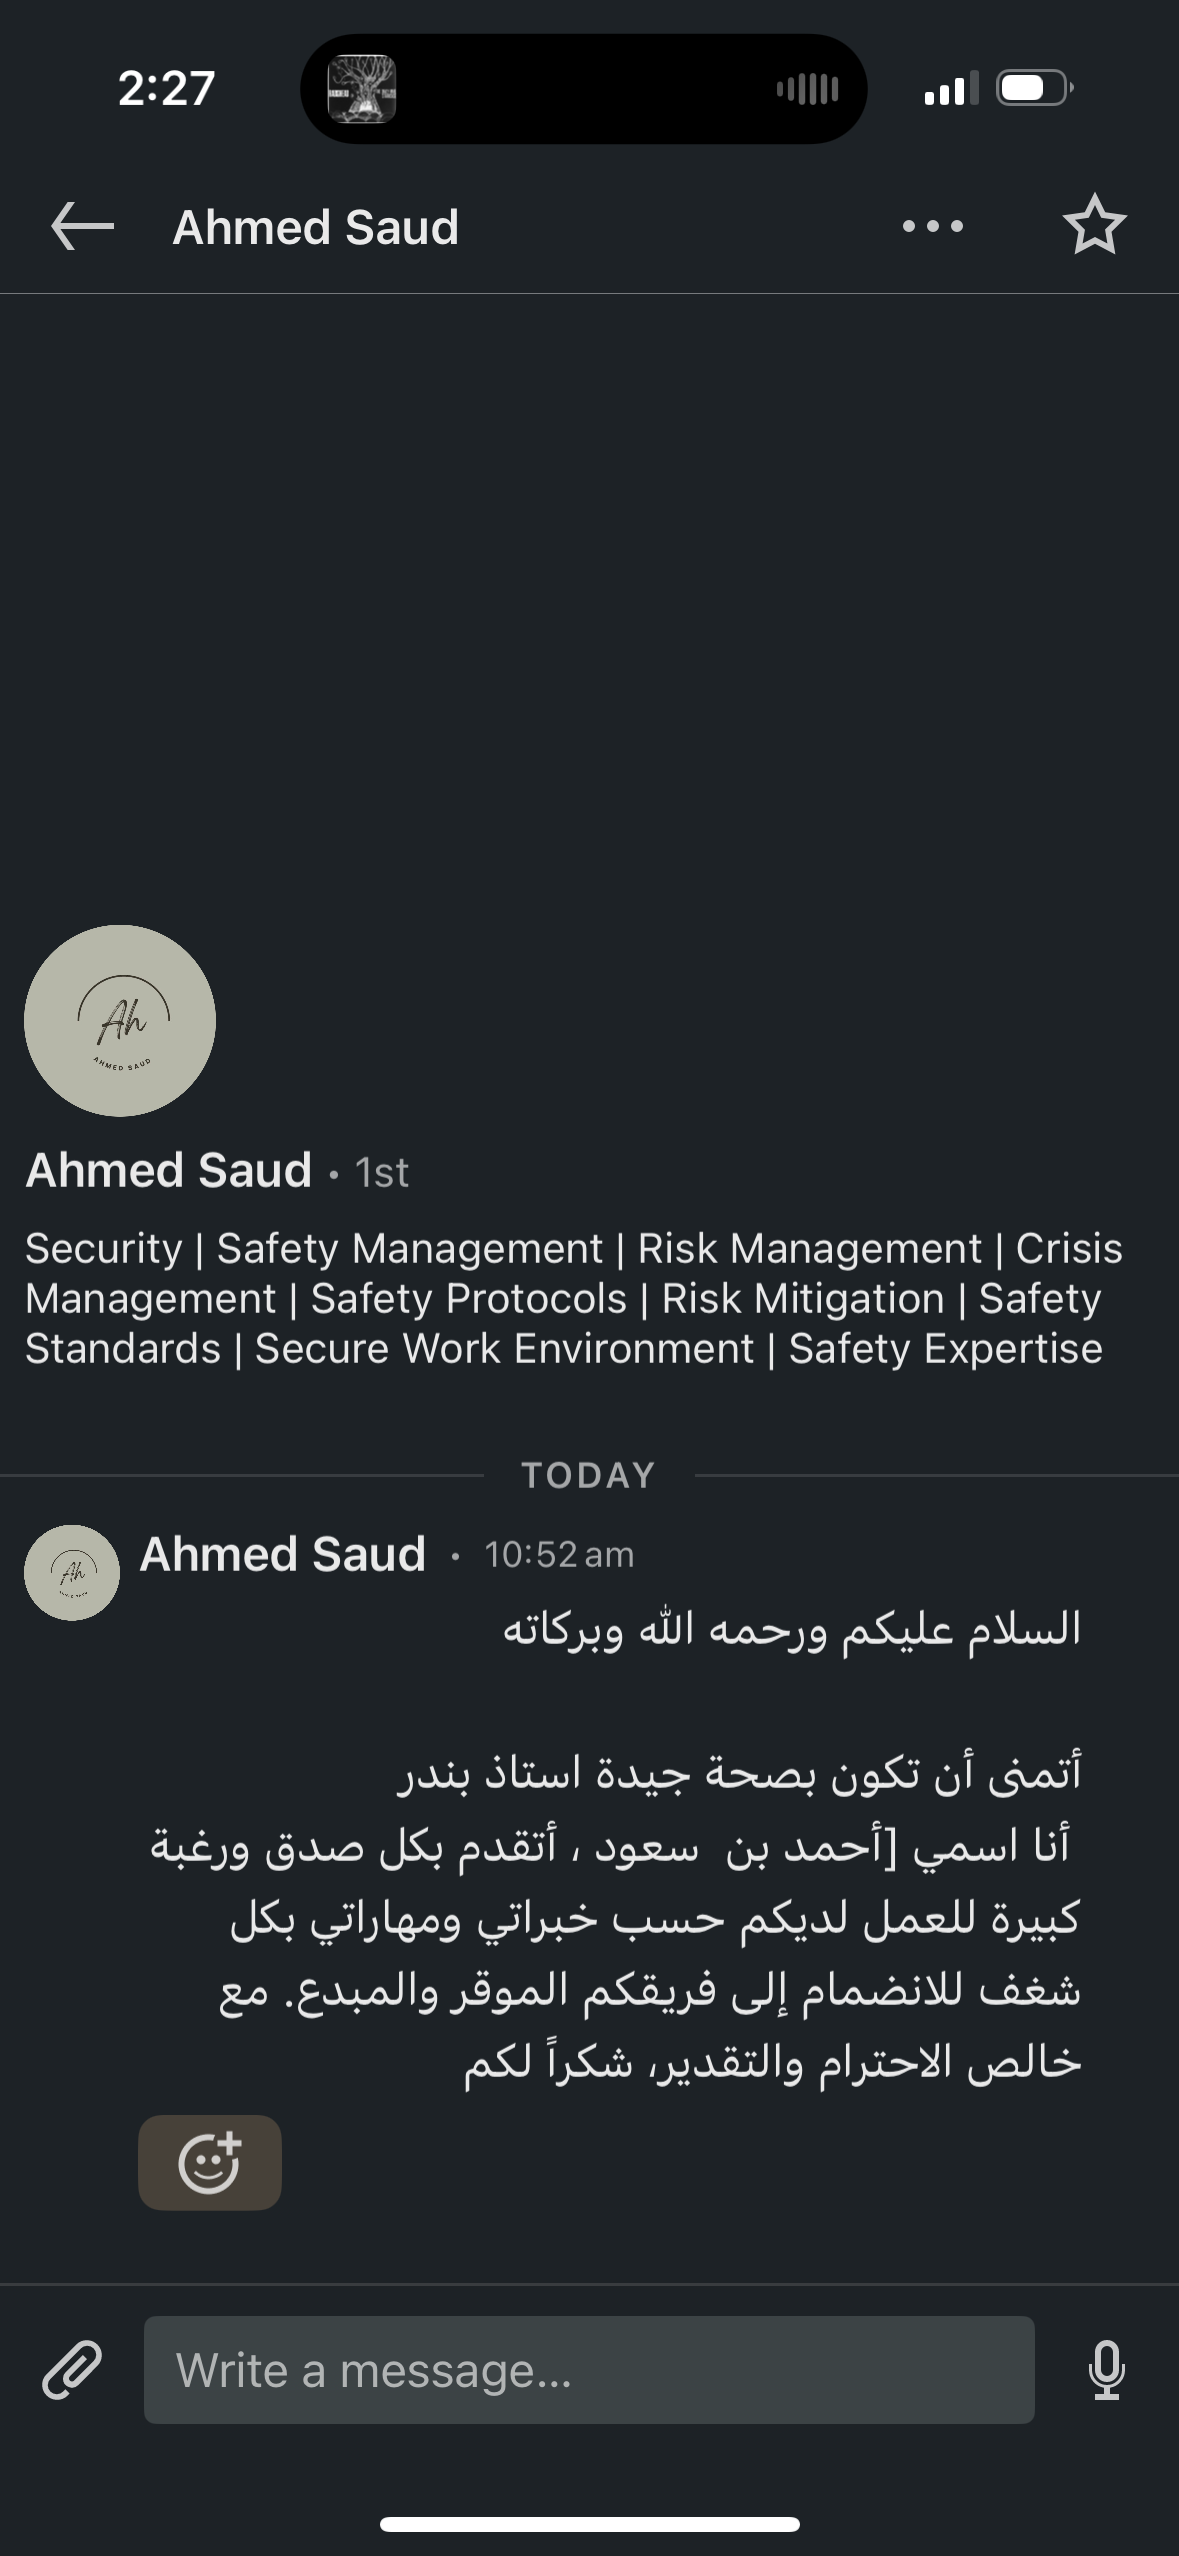 2:27
Ahmed Saud
Ah
AHMED SAUD
Ahmed Saud • 1st
Security | Safety Management | Risk Management | Crisis
Management | Safety Protocols | Risk Mitigation | Safety
Standards | Secure Work Environment | Safety Expertise
TODAY
Ahmed Saud • 10:52 am
السلام عليكم ورحمه الله وبركاته
أتمنى أن تكون بصحة جيدة استاذ بندر
أنا اسمي [أحمد بن  سعود ، أتقدم بكل صدق ورغبة
كبيرة للعمل لديكم حسب خبراتي ومهاراتي بكل
شغف للانضمام إلى فريقكم الموقر والمبدع. مع
خالص الاحترام والتقدير، شكراً لكم
Write a message...